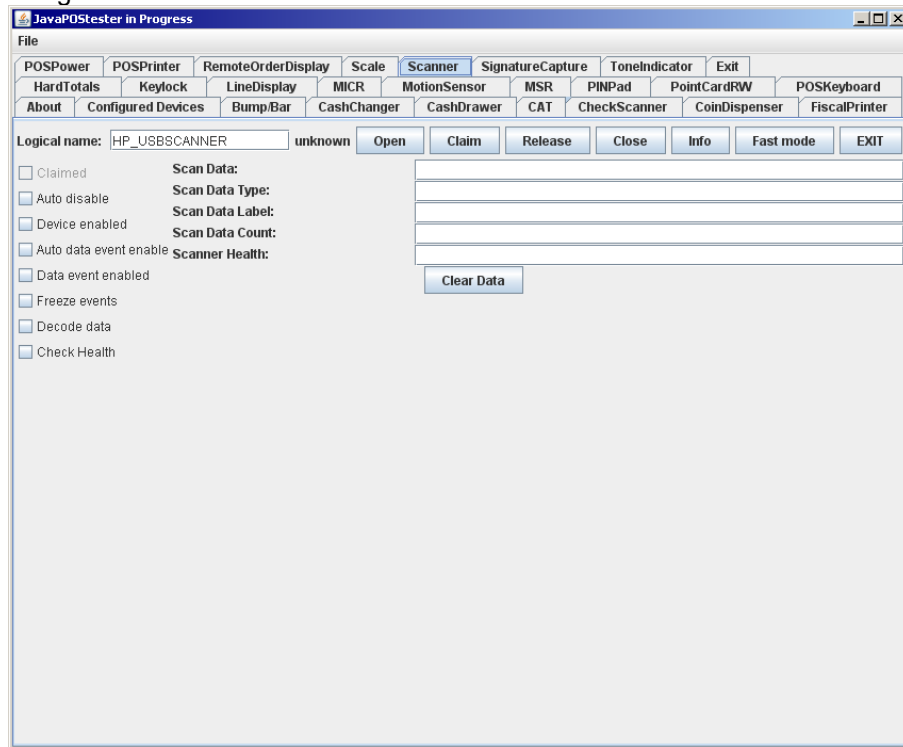 JavaPOStester in Progress
File
POSPower POSPrinter RemoteOrderDisplay Scale Scanner SignatureCapture ToneIndicator Exit
HardTotals Keylock LineDisplay MICR MotionSensor MSR PINPad PointCardRW POSKeyboard
About Configured Devices Bump/Bar CashChanger CashDrawer CAT CheckScanner CoinDispenser FiscalPrinter
Logical name: HP_USBSCANNER unknown Open Claim Release Close Info Fast mode EXIT
Claimed Scan Data:
Auto disable Scan Data Type:
Scan Data Label:
Device enabled Scan Data Count:
Auto data event enable Scanner Health:
Data event enabled Clear Data
Freeze events
Decode data
Check Health